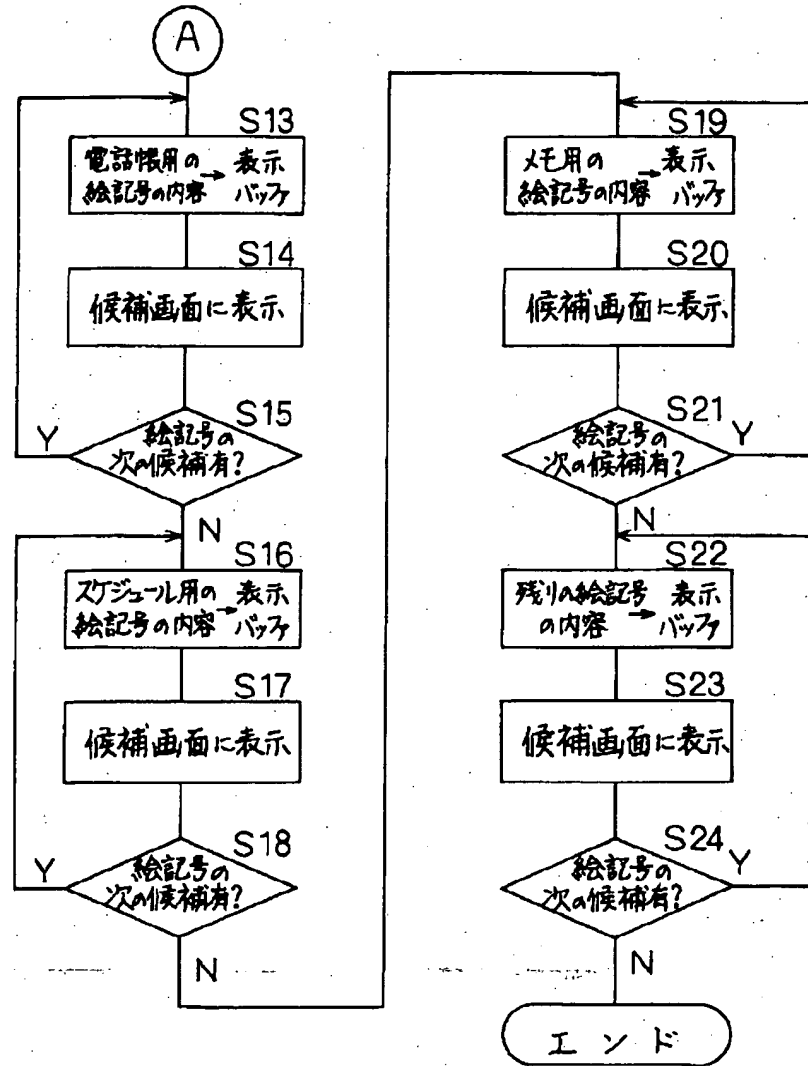 A
S13
電話帳用の → 表示
絵記号の内容 バッファ
S14
候補画面に表示
S15
絵記号の
次の候補有?
Y
N
S16
スケジュール用の → 表示
絵記号の内容 バッファ
S17
候補画面に表示
S18
絵記号の
次の候補有?
Y
N
S19
メモ用の → 表示
絵記号の内容 バッファ
S20
候補画面に表示
S21
絵記号の
次の候補有?
Y
N
S22
残りの絵記号 → 表示
の内容 バッファ
S23
候補画面に表示
S24
絵記号の
次の候補有?
Y
N
エンド